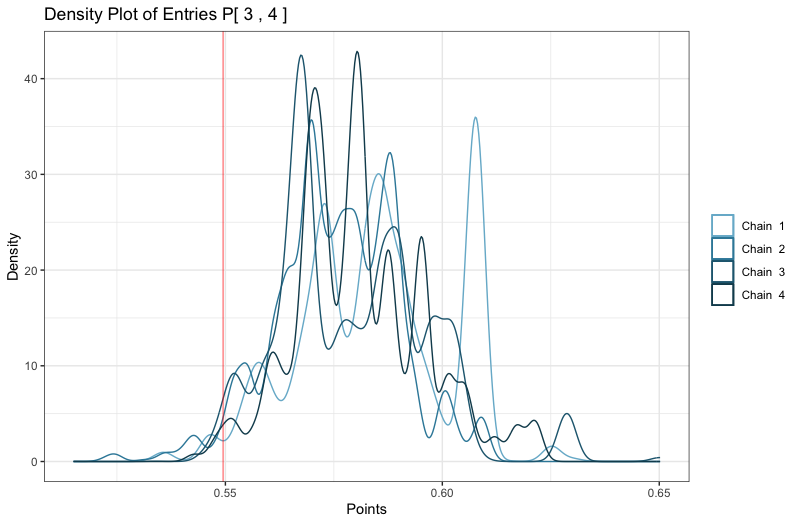 Density Plot of Entries P[ 3 , 4 ]
40
30
20
10
0
Density
0.55
0.60
0.65
Points
Chain 1
Chain 2
Chain 3
Chain 4